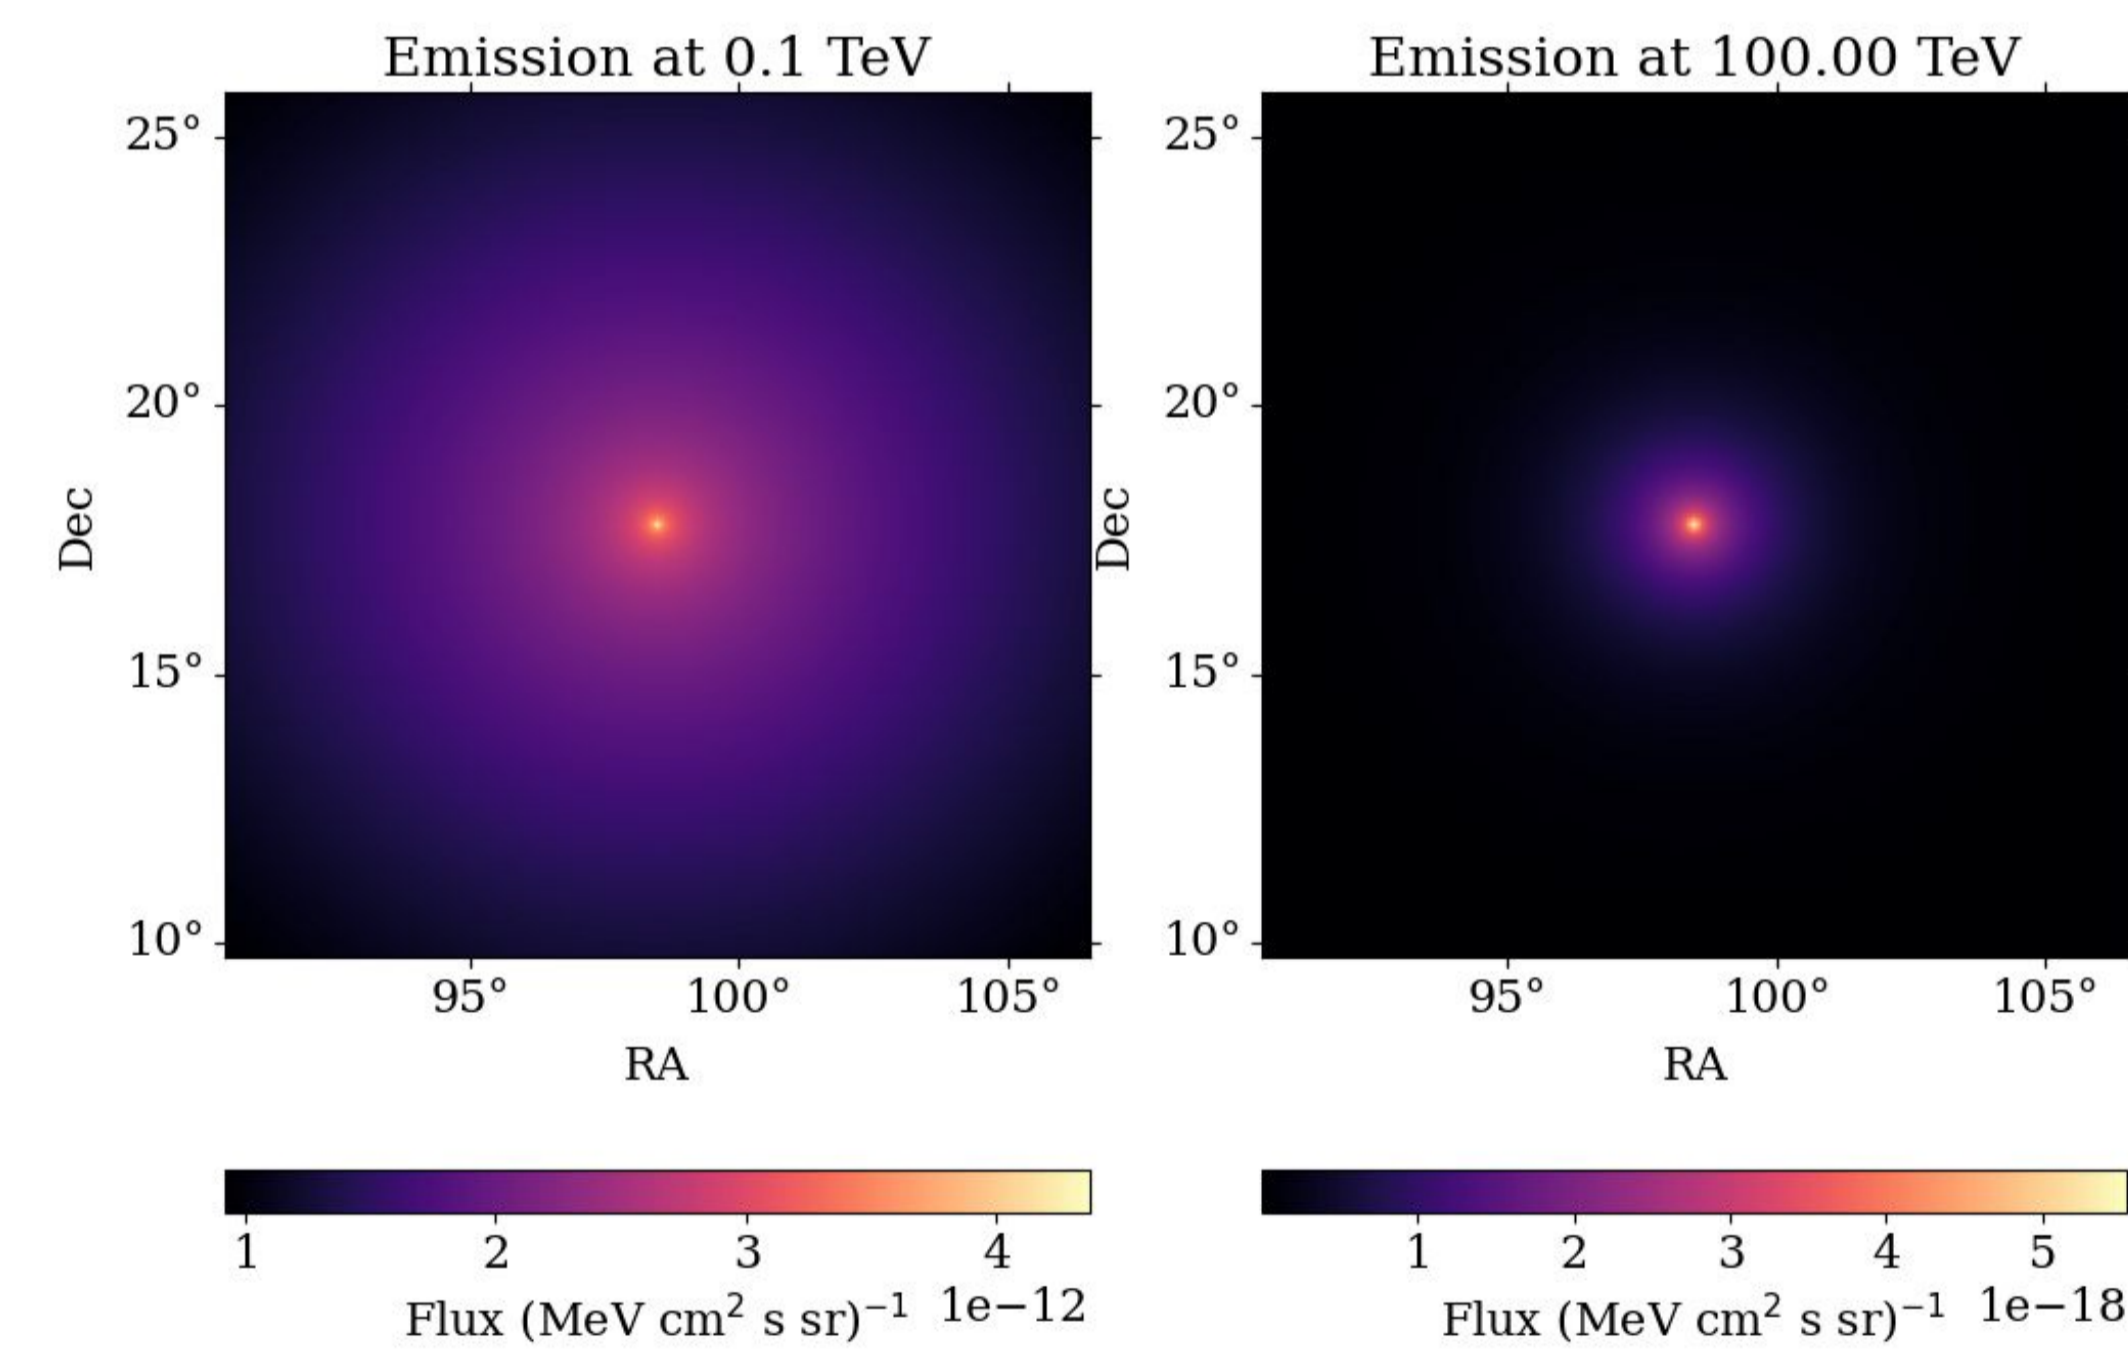 Emission at 0.1 TeV
25°
20°
15°
10°
Dec
95° 100° 105°
RA
1 2 3 4
Flux (MeV cm² s sr)⁻¹ 1e−12
Emission at 100.00 TeV
25°
20°
15°
10°
Dec
95° 100° 105°
RA
1 2 3 4 5
Flux (MeV cm² s sr)⁻¹ 1e−18